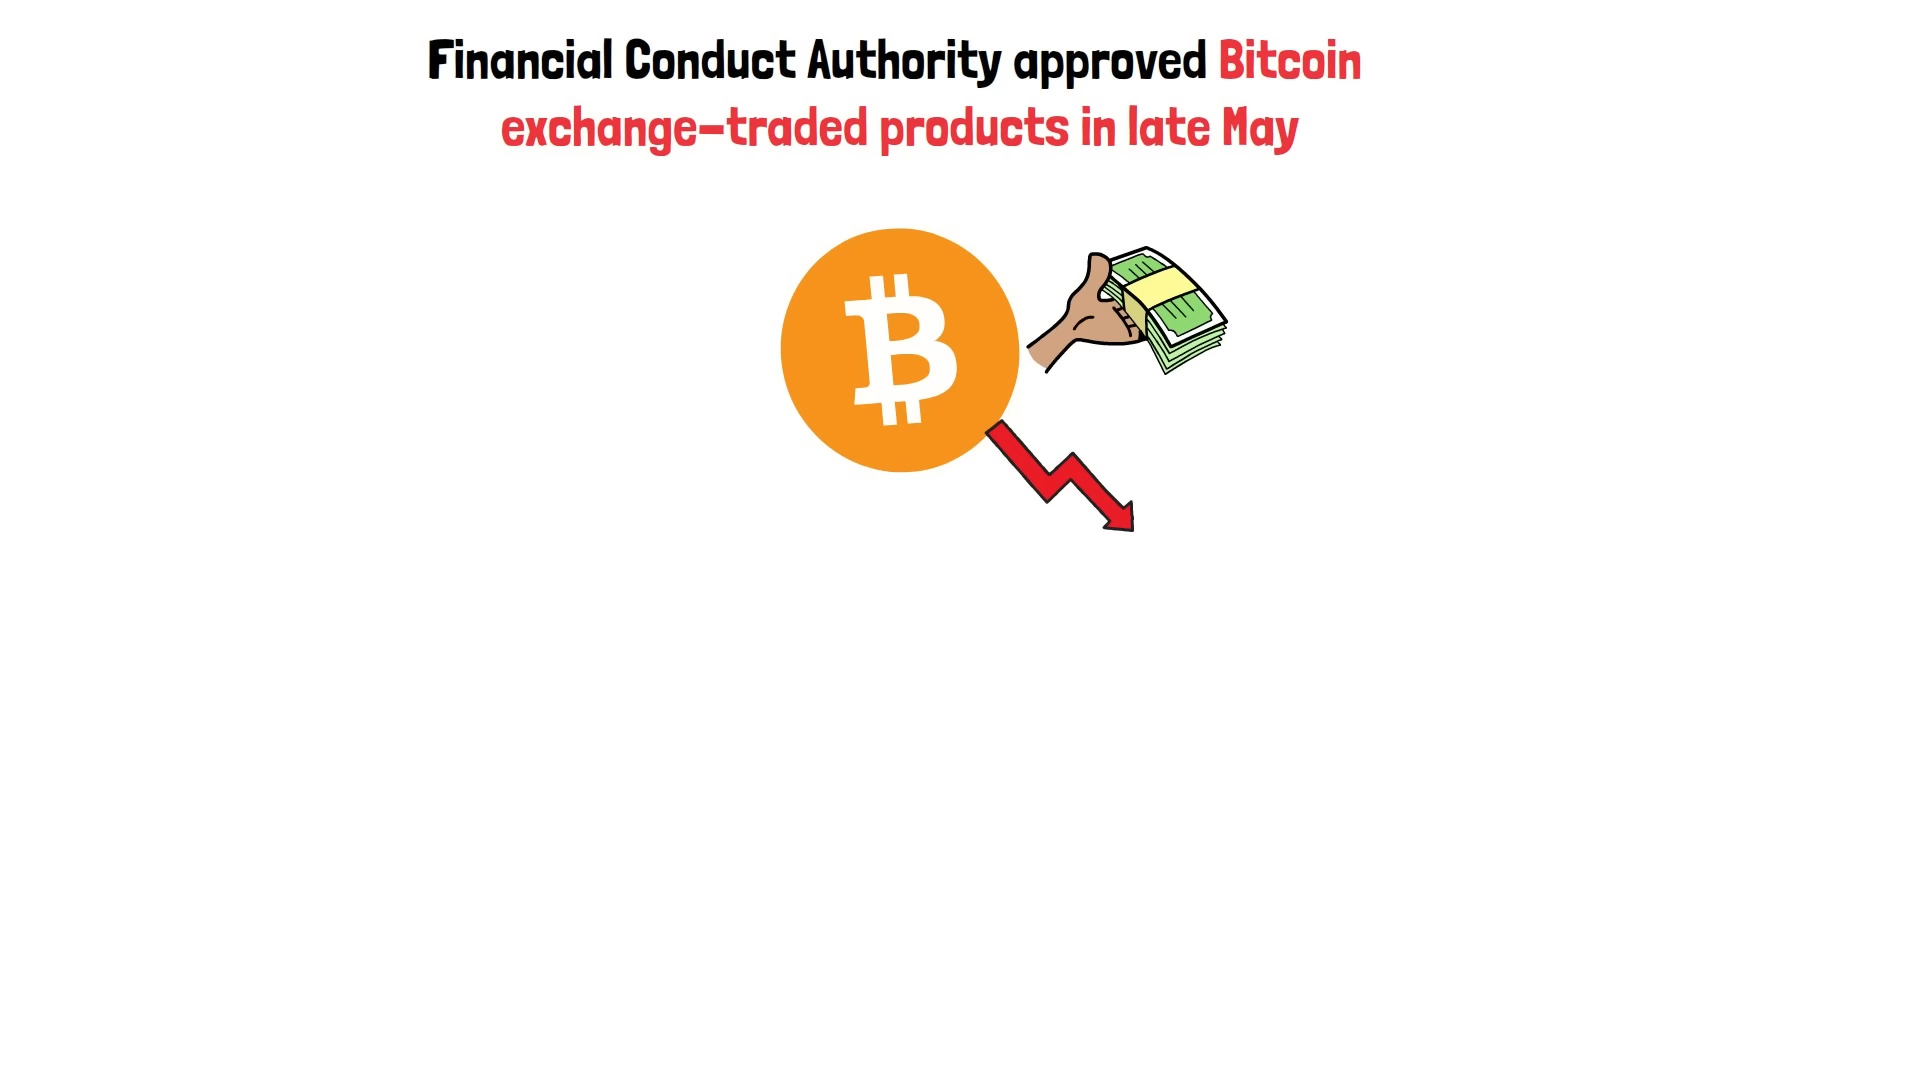 Financial Conduct Authority approved Bitcoin
exchange-traded products in late May